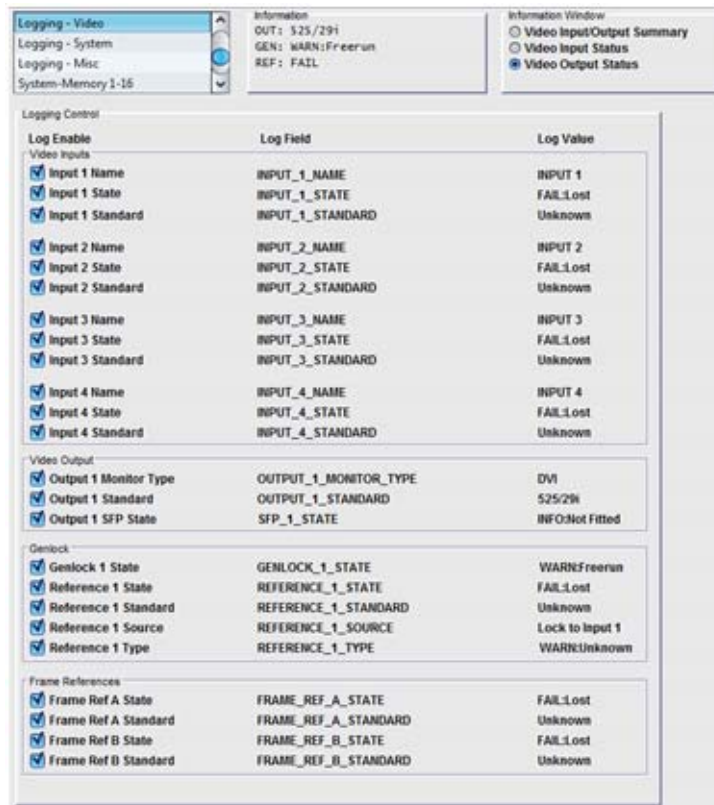 Logging - Video
Logging - System
Logging - Misc
System-Memory 1-16
Information
OUT: 525/29i
GEN: WARN:Freerun
REF: FAIL
Information Window
Video Input/Output Summary
Video Input Status
Video Output Status
Logging Control
Log Enable Log Field Log Value
Video Inputs
Input 1 Name INPUT_1_NAME INPUT 1
Input 1 State INPUT_1_STATE FAIL:Lost
Input 1 Standard INPUT_1_STANDARD Unknown
Input 2 Name INPUT_2_NAME INPUT 2
Input 2 State INPUT_2_STATE FAIL:Lost
Input 2 Standard INPUT_2_STANDARD Unknown
Input 3 Name INPUT_3_NAME INPUT 3
Input 3 State INPUT_3_STATE FAIL:Lost
Input 3 Standard INPUT_3_STANDARD Unknown
Input 4 Name INPUT_4_NAME INPUT 4
Input 4 State INPUT_4_STATE FAIL:Lost
Input 4 Standard INPUT_4_STANDARD Unknown
Video Output
Output 1 Monitor Type OUTPUT_1_MONITOR_TYPE DVI
Output 1 Standard OUTPUT_1_STANDARD 525/29i
Output 1 SFP State SFP_1_STATE INFO:Not Fitted
Genlock
Genlock 1 State GENLOCK_1_STATE WARN:Freerun
Reference 1 State REFERENCE_1_STATE FAIL:Lost
Reference 1 Standard REFERENCE_1_STANDARD Unknown
Reference 1 Source REFERENCE_1_SOURCE Lock to Input 1
Reference 1 Type REFERENCE_1_TYPE WARN:Unknown
Frame References
Frame Ref A State FRAME_REF_A_STATE FAIL:Lost
Frame Ref A Standard FRAME_REF_A_STANDARD Unknown
Frame Ref B State FRAME_REF_B_STATE FAIL:Lost
Frame Ref B Standard FRAME_REF_B_STANDARD Unknown